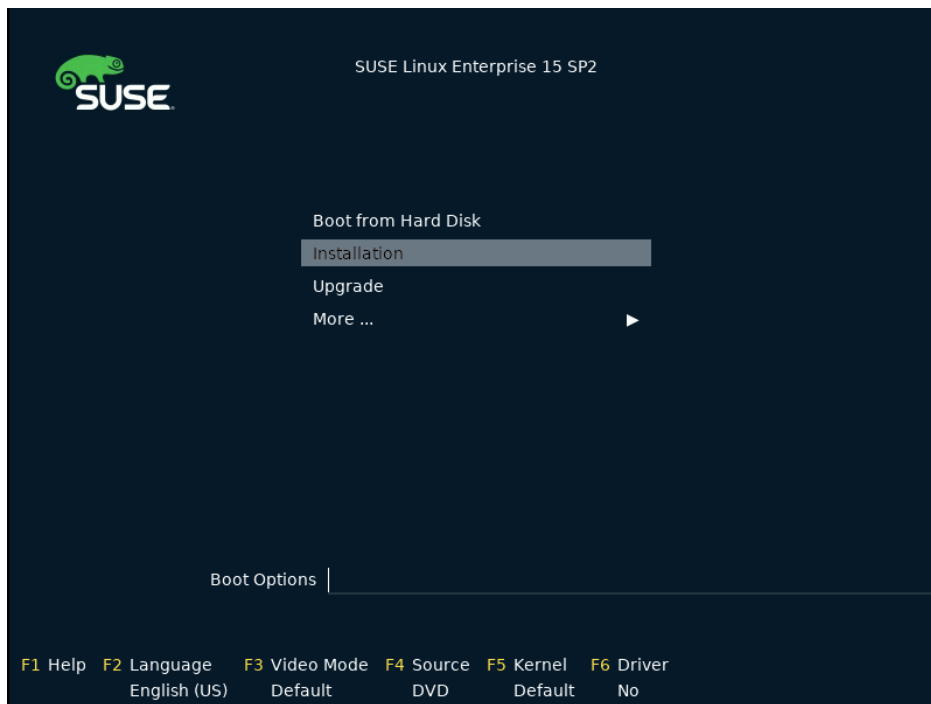 SUSE
SUSE Linux Enterprise 15 SP2
Boot from Hard Disk
Installation
Upgrade
More ...
Boot Options
F1 Help F2 Language F3 Video Mode F4 Source F5 Kernel F6 Driver
English (US) Default DVD Default No